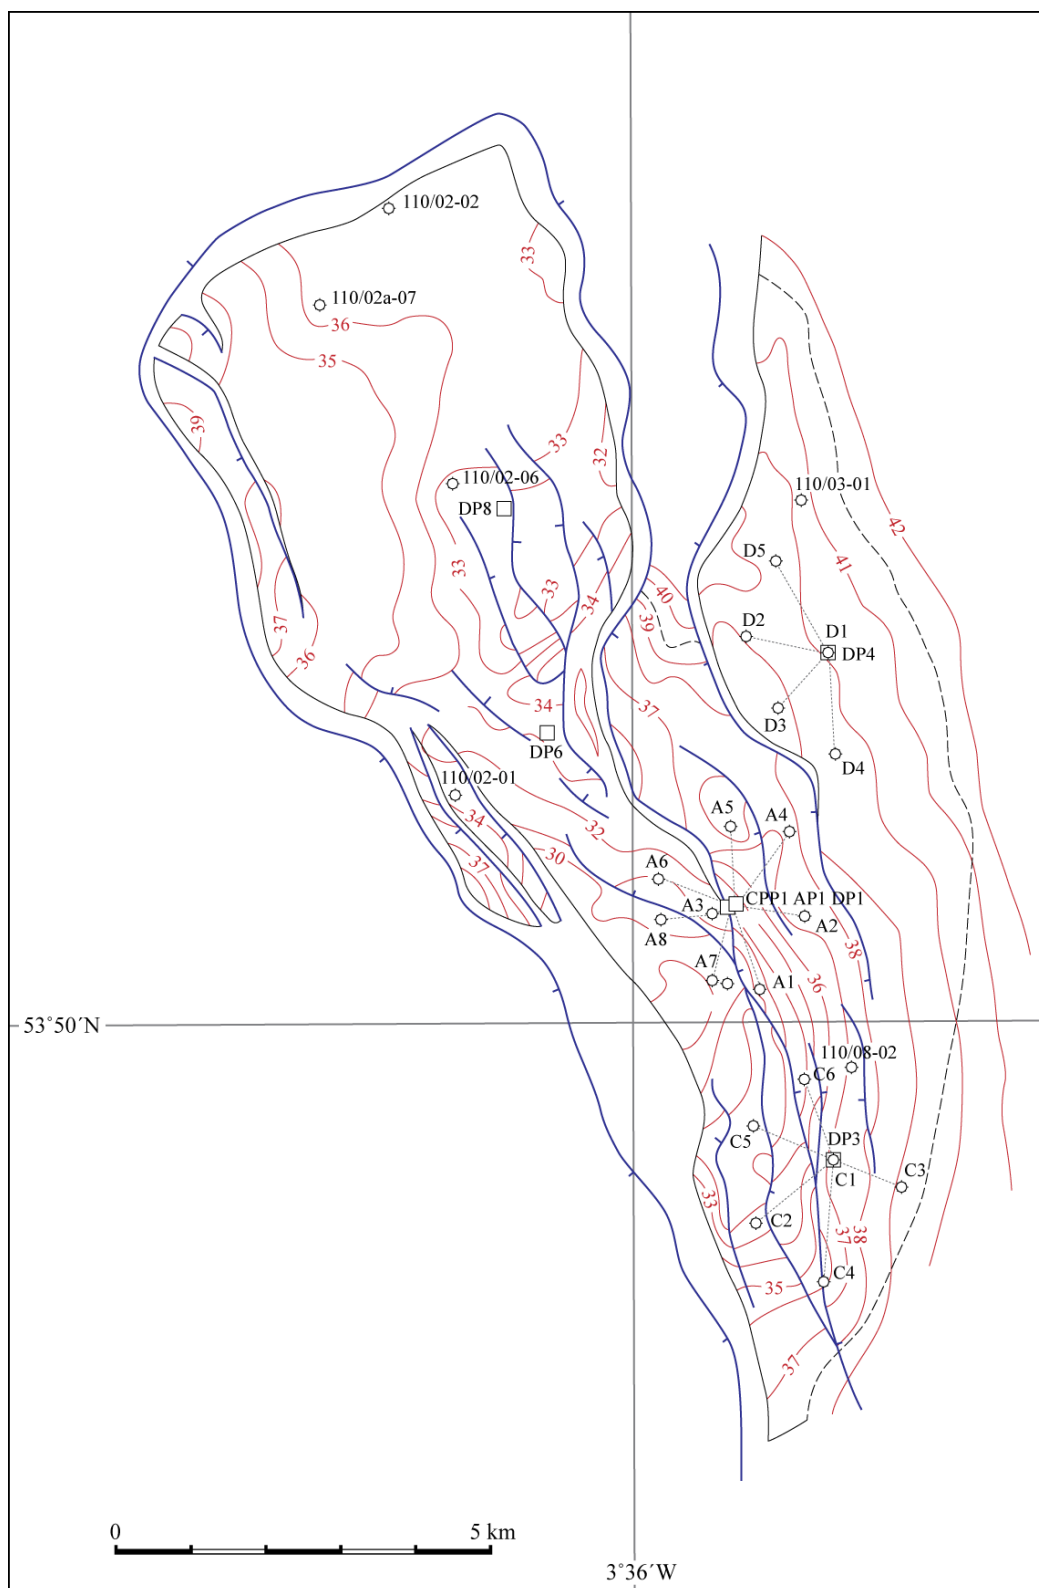 110/02-02
33
110/02a-07
36
35
39
33
32
110/02-06
DP8
110/03-01
42
41
D5
33
33
34
40
39
D2
D1
DP4
37
36
37
34
D3
DP6
D4
110/02-01
34
32
A5
A4
37
30
A6
CPP1
AP1 DP1
A3
A2
A8
38
A7
36
A1
53°50´N
110/08-02
C6
C5
DP3
C1
C3
33
C2
37
38
C4
35
37
0
5 km
3°36´W